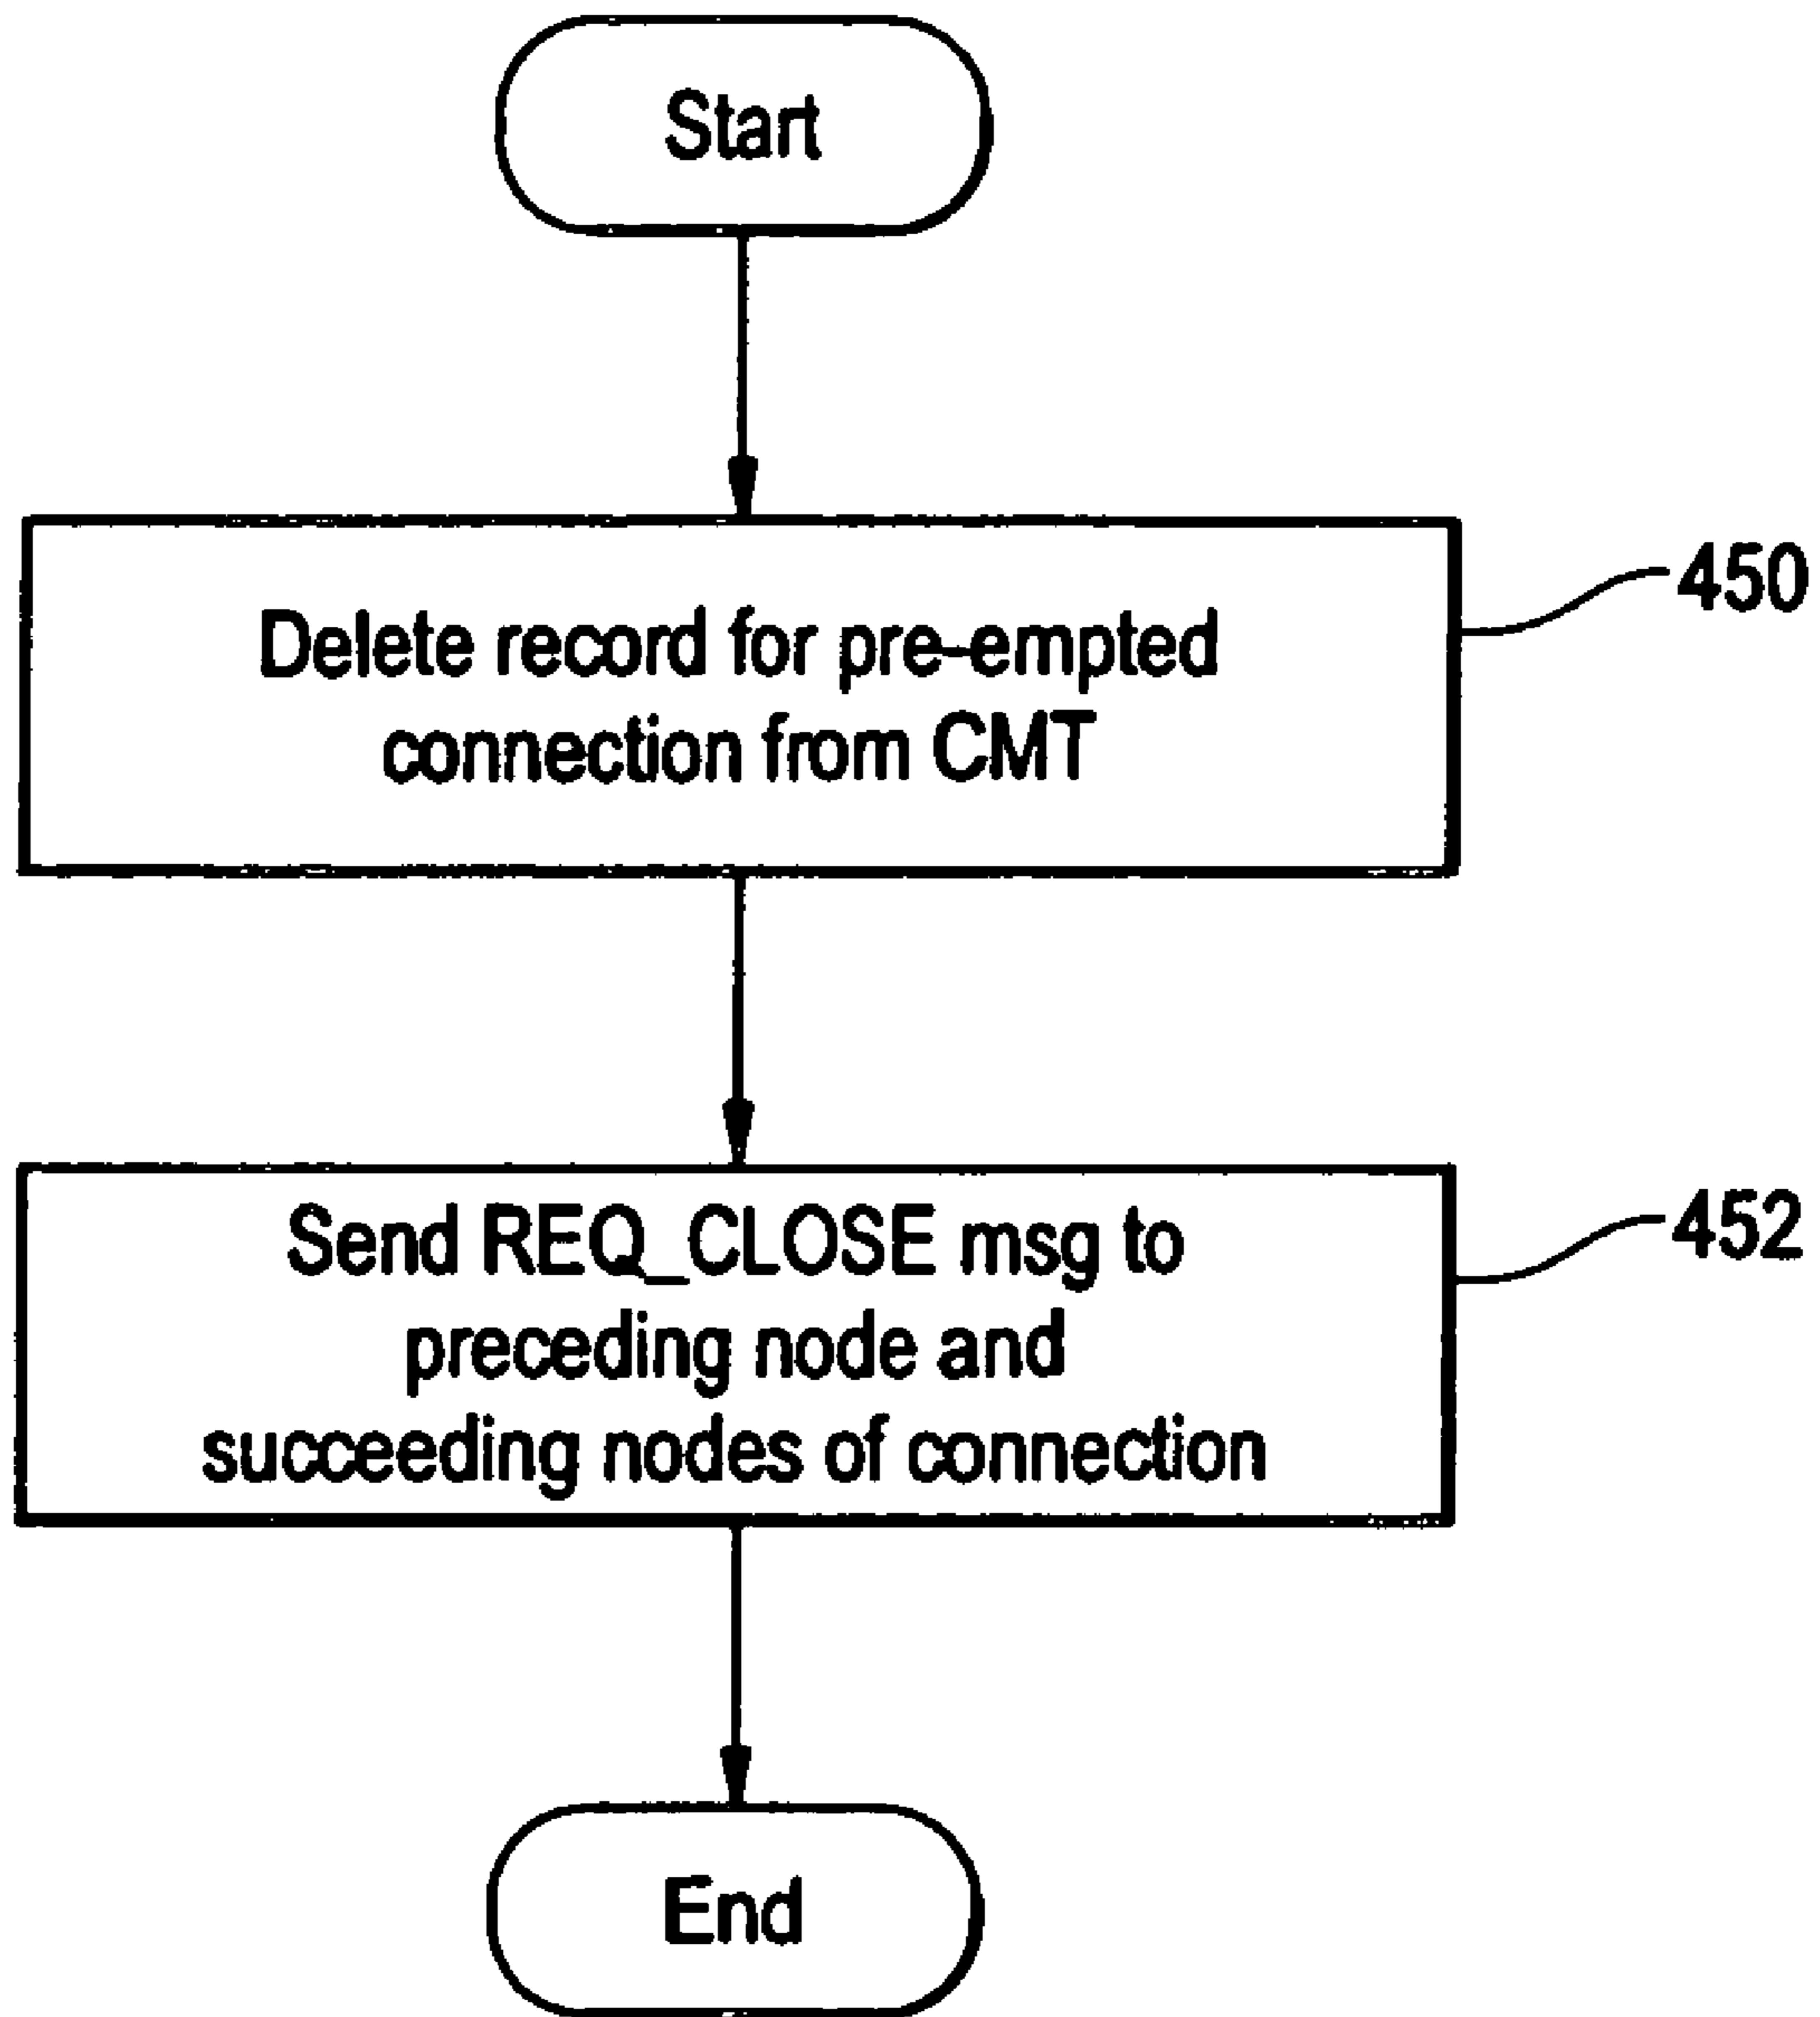 Start
Delete record for pre-empted
connection from CMT
450
Send REQ_CLOSE msg to
preceding node and
succeeding nodes of connection
452
End